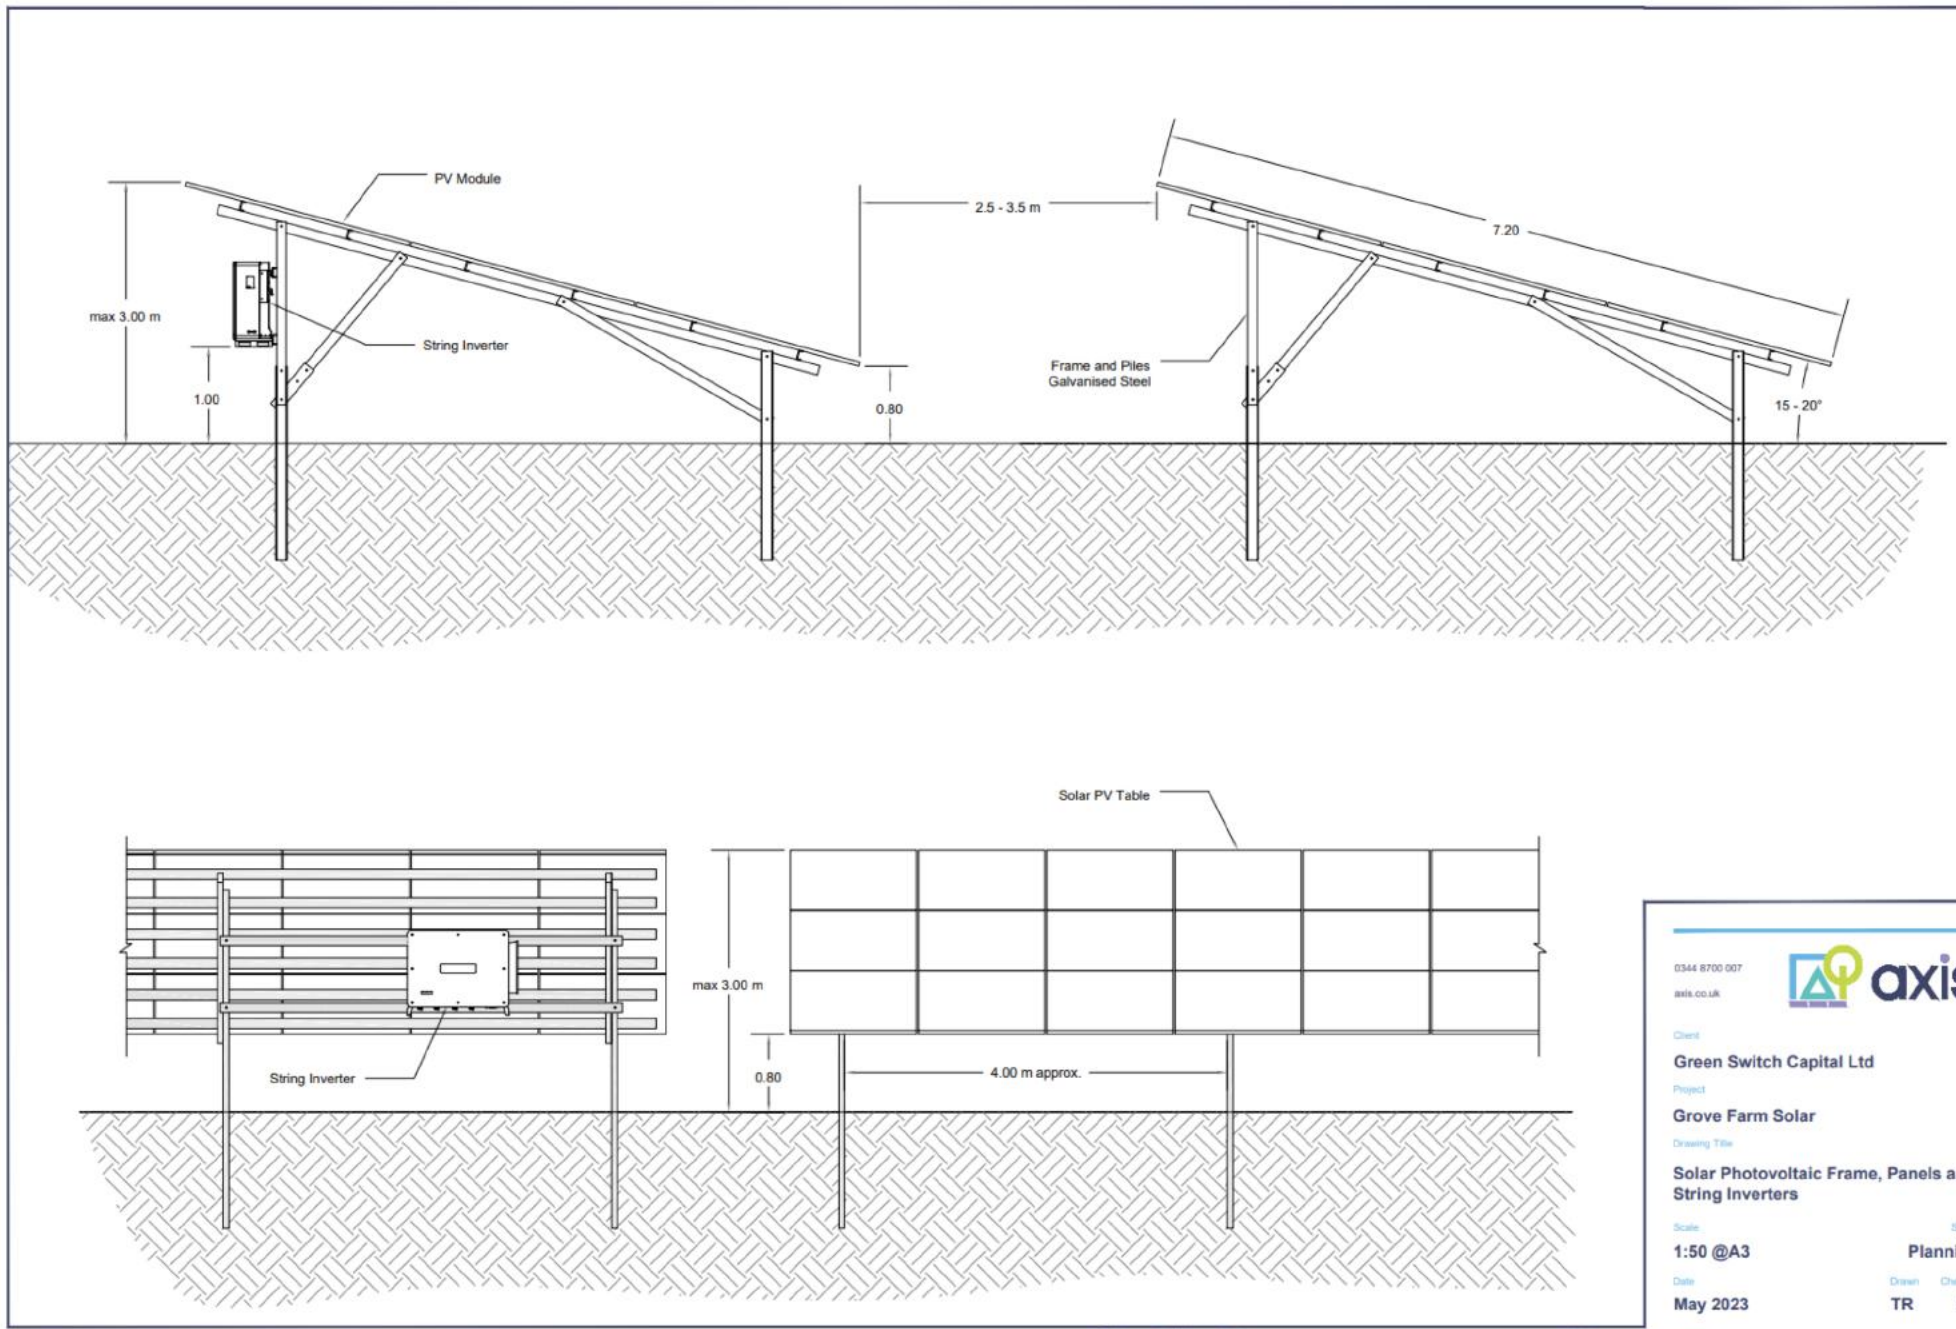 PV Module
2.5 - 3.5 m
7.20
max 3.00 m
String Inverter
1.00
0.80
Frame and Piles
Galvanised Steel
15 - 20°
Solar PV Table
max 3.00 m
String Inverter
0.80
4.00 m approx.
0344 8700 007
axis.co.uk
axis
Client
Green Switch Capital Ltd
Project
Grove Farm Solar
Drawing Title
Solar Photovoltaic Frame, Panels a
String Inverters
Scale
1:50 @A3
Planni
Date
Drawn
May 2023
TR